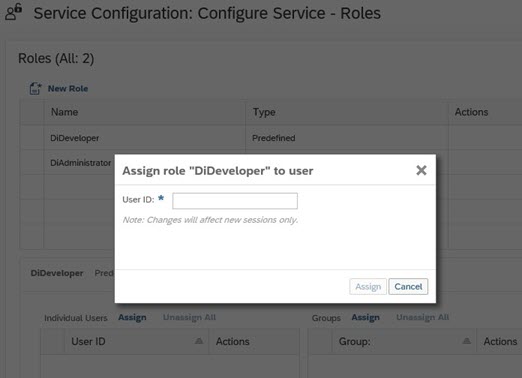 Service Configuration: Configure Service - Roles
Roles (All: 2)
New Role
Name Type Actions
DiDeveloper Predefined
DiAdministrator
Assign role "DiDeveloper" to user
User ID: *
Note: Changes will affect new sessions only.
Assign Cancel
DiDeveloper Pred
Individual Users Assign Unassign All Groups Assign Unassign All
User ID Actions Group: Actions